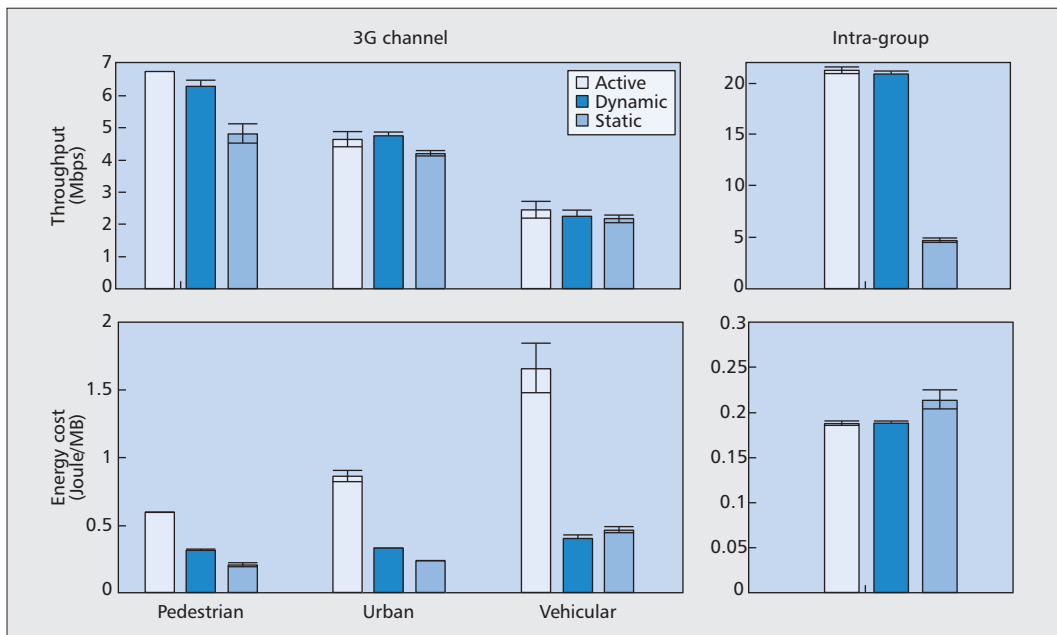 3G channel
Intra-group
Throughput
(Mbps)
7
6
5
4
3
2
1
0
Active
Dynamic
Static
20
15
10
5
0
Energy cost
(Joule/MB)
2
1.5
1
0.5
0
Pedestrian
Urban
Vehicular
0.3
0.25
0.2
0.15
0.1
0.05
0